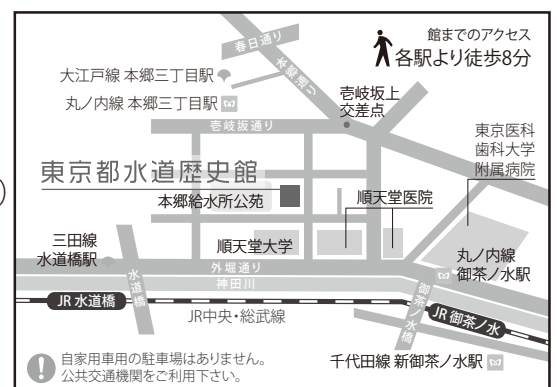 館までのアクセス
各駅より徒歩8分
春日通り
本郷通り
大江戸線 本郷三丁目駅
丸ノ内線 本郷三丁目駅
壱岐坂上
交差点
壱岐坂通り
東京医科
歯科大学
附属病院
東京都水道歴史館
本郷給水所公苑
順天堂医院
三田線
水道橋駅
順天堂大学
丸ノ内線
御茶ノ水駅
外堀通り
神田川
水道橋
御茶ノ水橋
JR 水道橋
JR中央・総武線
JR 御茶ノ水
自家用車用の駐車場はありません。
公共交通機関をご利用下さい。
千代田線 新御茶ノ水駅